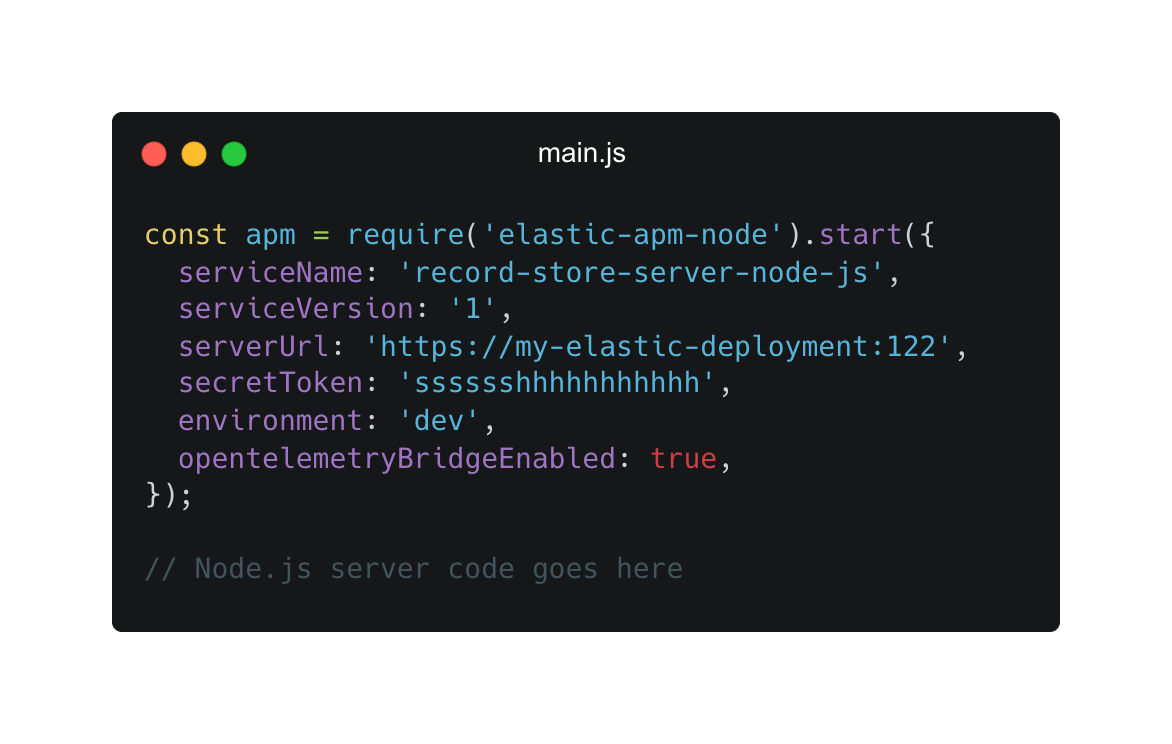 main.js
const apm = require('elastic-apm-node').start({
  serviceName: 'record-store-server-node-js',
  serviceVersion: '1',
  serverUrl: 'https://my-elastic-deployment:122',
  secretToken: 'sssssshhhhhhhhhhh',
  environment: 'dev',
  opentelemetryBridgeEnabled: true,
});
// Node.js server code goes here